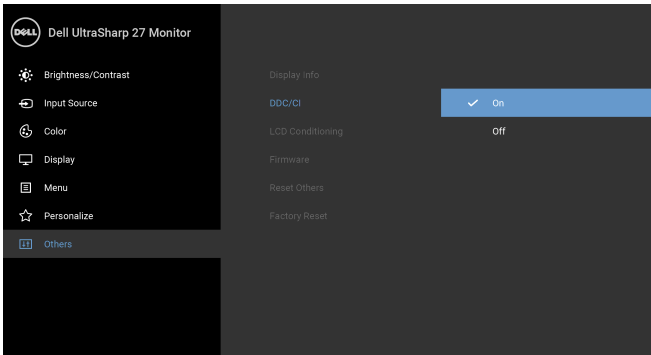 DELL
Dell UltraSharp 27 Monitor
Brightness/Contrast
Input Source
Color
Display
Menu
Personalize
Others
Display Info
DDC/CI
LCD Conditioning
Firmware
Reset Others
Factory Reset
On
Off